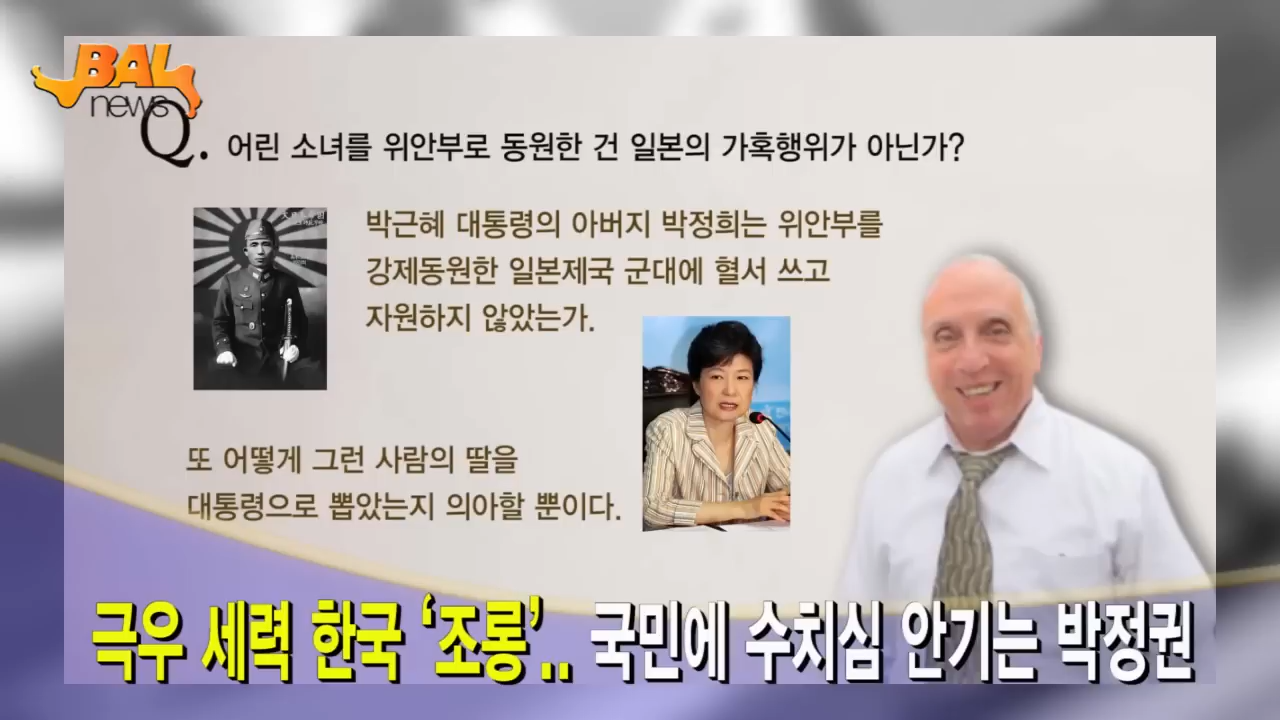 BAL
news
Q. 어린 소녀를 위안부로 동원한 건 일본의 가혹행위가 아닌가?
박근혜 대통령의 아버지 박정희는 위안부를
강제동원한 일본제국 군대에 혈서 쓰고
자원하지 않았는가.
또 어떻게 그런 사람의 딸을
대통령으로 뽑았는지 의아할 뿐이다.
극우 세력 한국 ‘조롱’.. 국민에 수치심 안기는 박정권